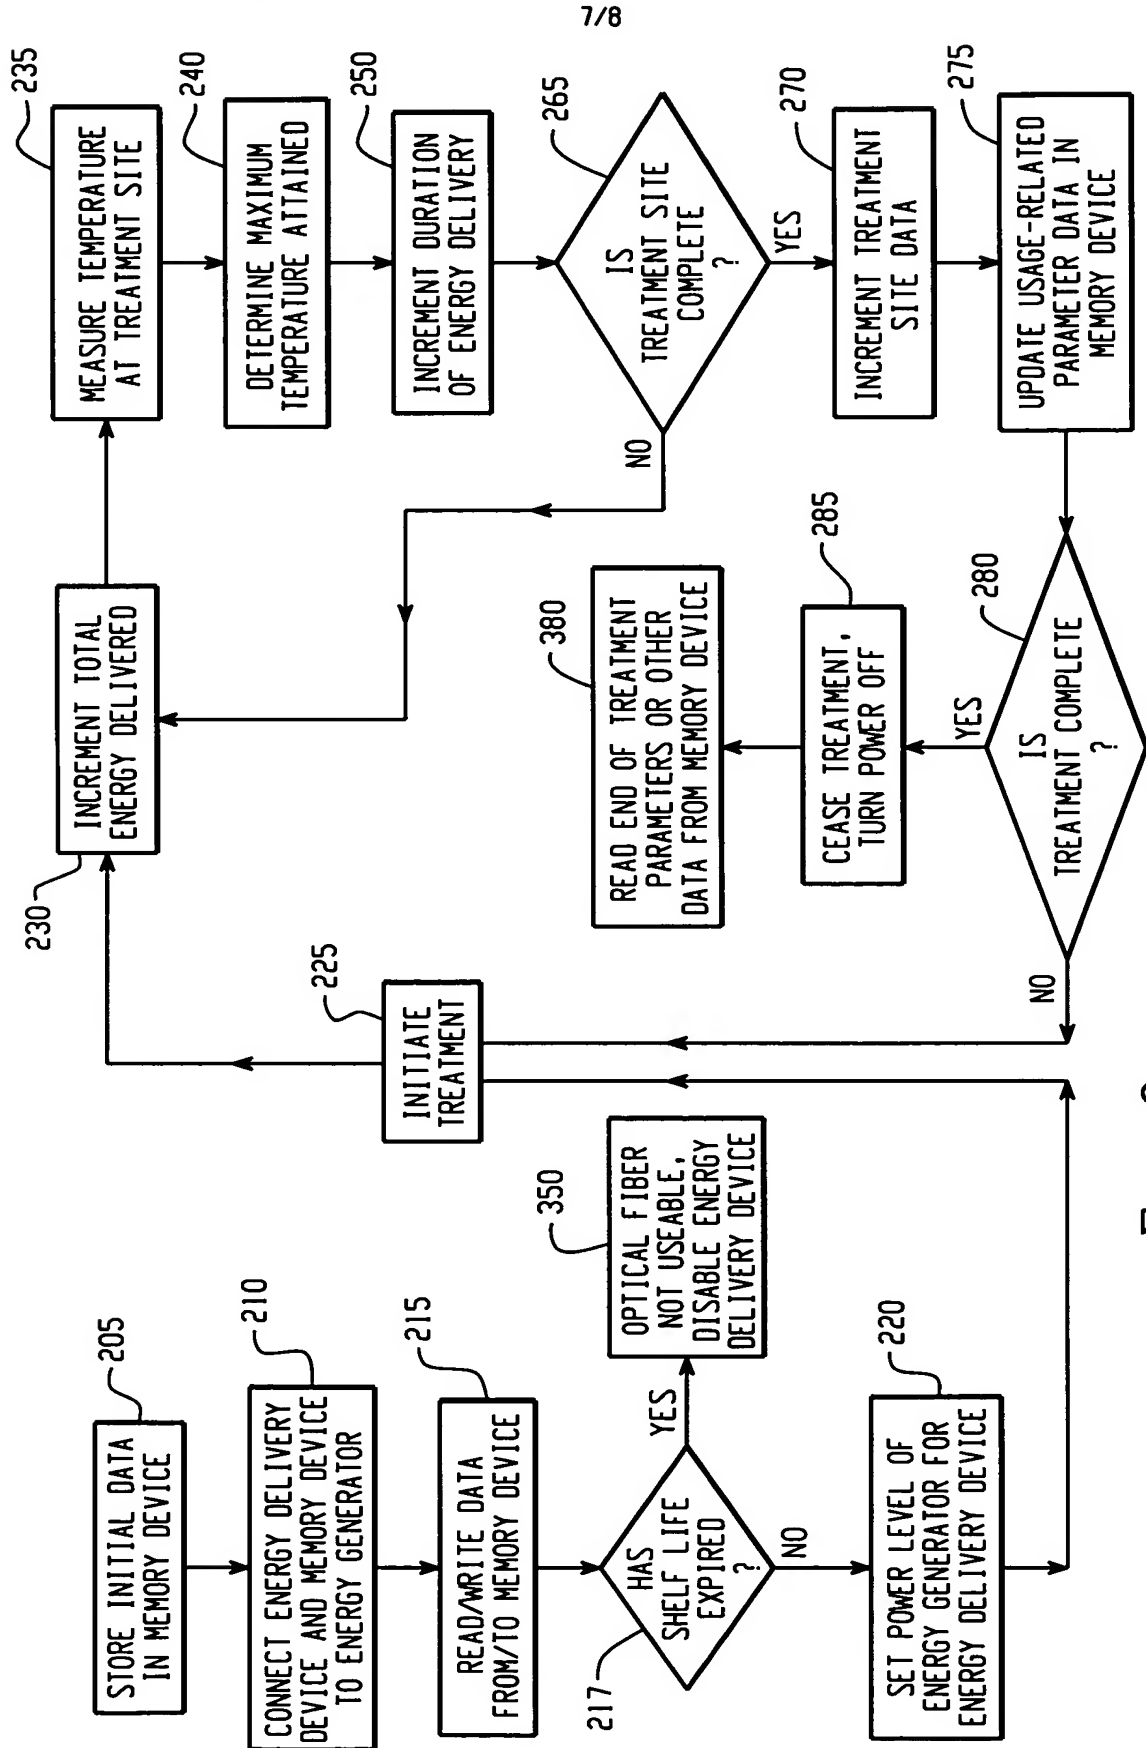 7/8
STORE INITIAL DATA
IN MEMORY DEVICE
205
CONNECT ENERGY DELIVERY
DEVICE AND MEMORY DEVICE
TO ENERGY GENERATOR
210
READ/WRITE DATA
FROM/TO MEMORY DEVICE
215
HAS
SHELF LIFE
EXPIRED
?
217
YES
NO
OPTICAL FIBER
NOT USEABLE,
DISABLE ENERGY
DELIVERY DEVICE
350
SET POWER LEVEL OF
ENERGY GENERATOR FOR
ENERGY DELIVERY DEVICE
220
INITIATE
TREATMENT
225
INCREMENT TOTAL
ENERGY DELIVERED
230
MEASURE TEMPERATURE
AT TREATMENT SITE
235
DETERMINE MAXIMUM
TEMPERATURE ATTAINED
240
INCREMENT DURATION
OF ENERGY DELIVERY
250
IS
TREATMENT SITE
COMPLETE
?
265
NO
YES
INCREMENT TREATMENT
SITE DATA
270
UPDATE USAGE-RELATED
PARAMETER DATA IN
MEMORY DEVICE
275
IS
TREATMENT COMPLETE
?
280
YES
NO
CEASE TREATMENT,
TURN POWER OFF
285
READ END OF TREATMENT
PARAMETERS OR OTHER
DATA FROM MEMORY DEVICE
380